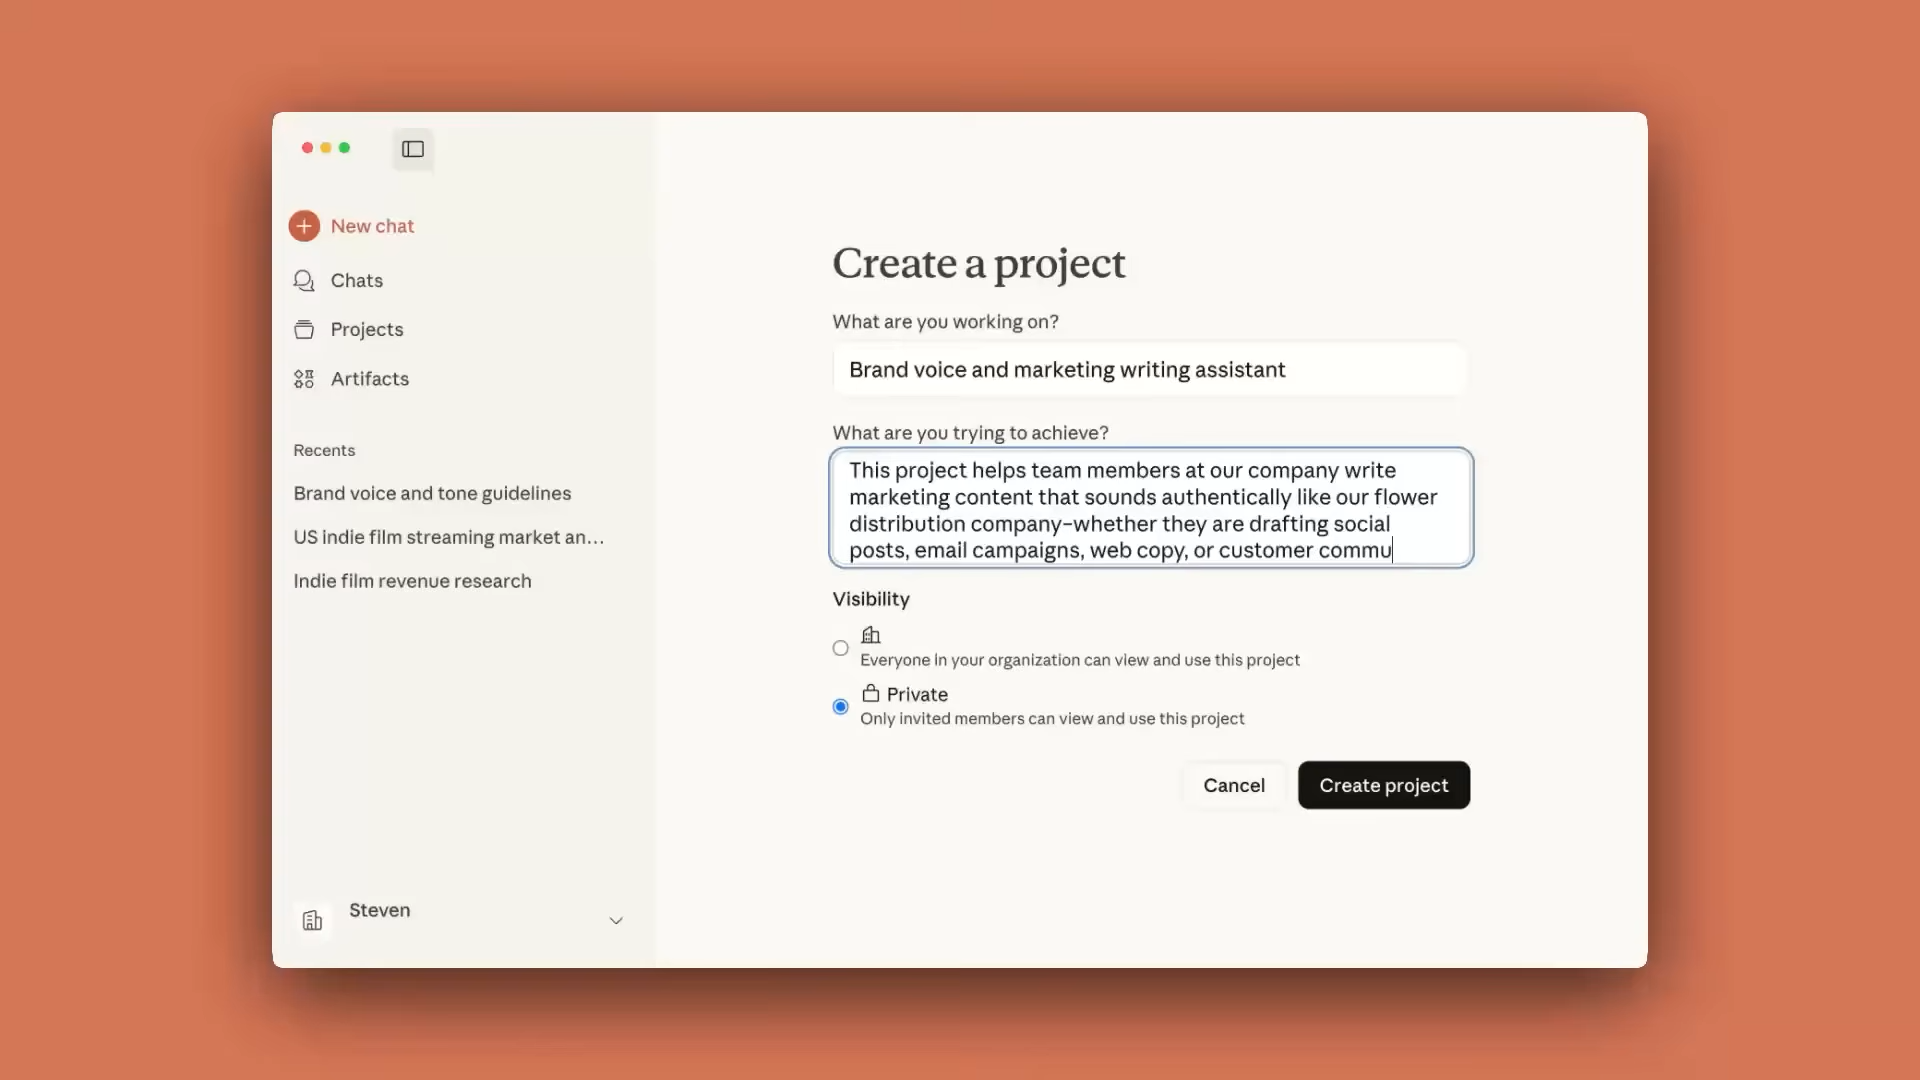 New chat
Chats
Projects
Artifacts
Recents
Brand voice and tone guidelines
US indie film streaming market an...
Indie film revenue research
Steven
Create a project
What are you working on?
Brand voice and marketing writing assistant
What are you trying to achieve?
This project helps team members at our company write
marketing content that sounds authentically like our flower
distribution company–whether they are drafting social
posts, email campaigns, web copy, or customer commu
Visibility
Everyone in your organization can view and use this project
Private
Only invited members can view and use this project
Cancel
Create project